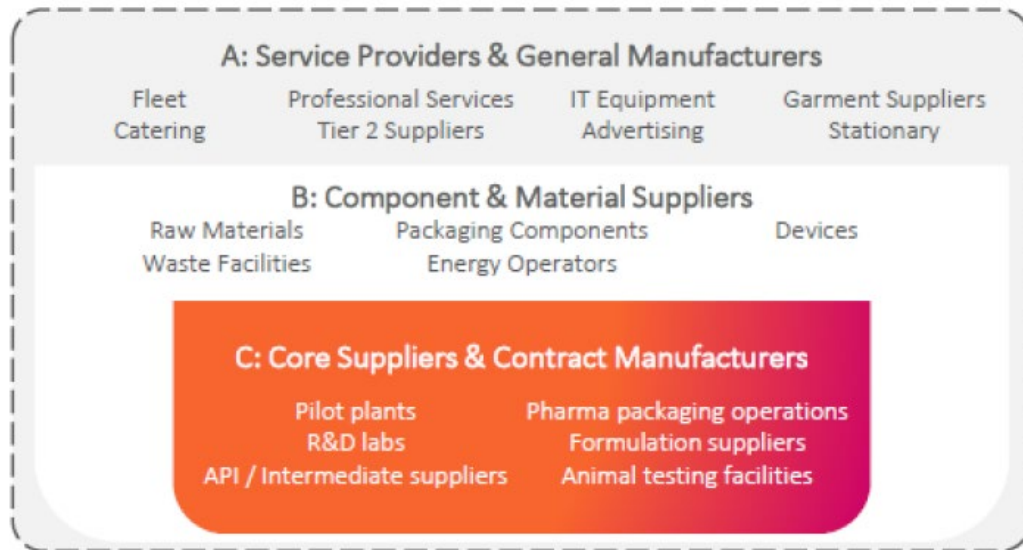 A: Service Providers & General Manufacturers
Fleet Professional Services IT Equipment Garment Suppliers
Catering Tier 2 Suppliers Advertising Stationary
B: Component & Material Suppliers
Raw Materials Packaging Components Devices
Waste Facilities Energy Operators
C: Core Suppliers & Contract Manufacturers
Pilot plants Pharma packaging operations
R&D labs Formulation suppliers
API / Intermediate suppliers Animal testing facilities